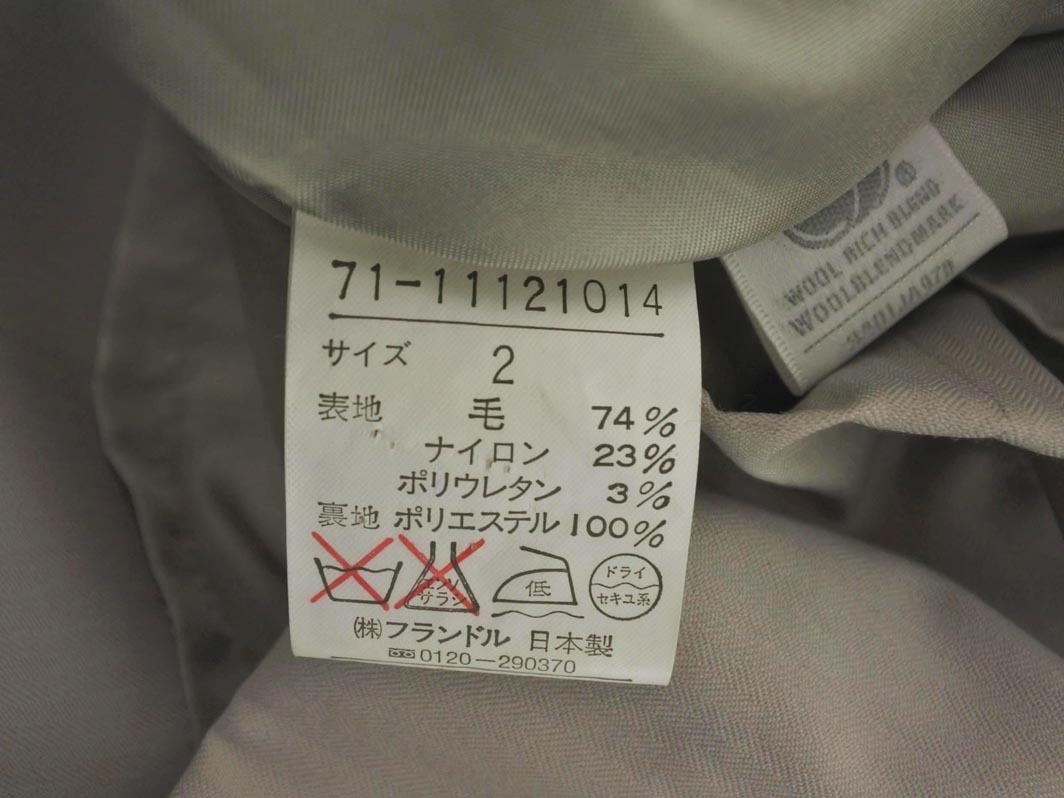 71-11121014
サイズ 2
表地 毛 74%
ナイロン 23%
ポリウレタン 3%
裏地 ポリエステル 100%
エンソ
サラシ
低
ドライ
セキユ系
(株)フランドル 日本製
0120-290370
®
WOOL RICH BLEND
WOOLBLENDMARK